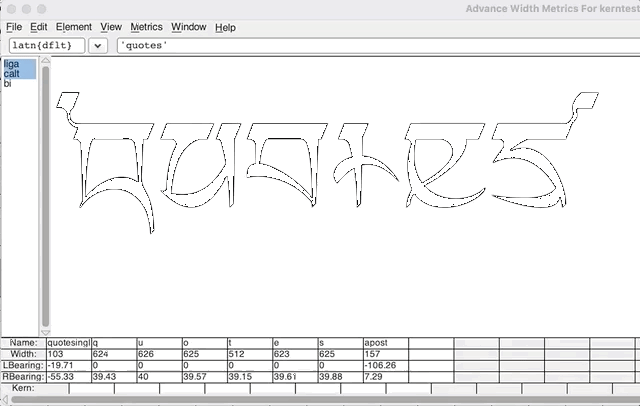 Advance Width Metrics For kerntest
File Edit Element View Metrics Window Help
latn{dflt} 'quotes'
liga
calt
bi
'quotes'
Name: quotesingl q u o t e s apost
Width: 103 624 626 625 512 623 625 157
LBearing: -19.71 0 0 0 0 0 0 -106.26
RBearing: -55.33 39.43 40 39.57 39.15 39.61 39.88 7.29
Kern: